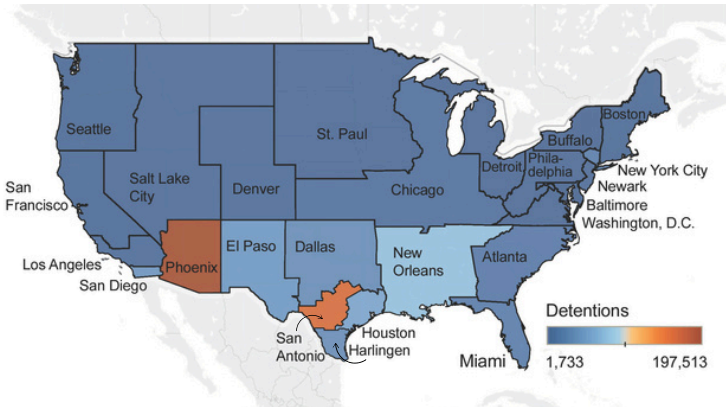 Seattle
Boston
St. Paul
Buffalo
Detroit
Phila-
delphia
New York City
Salt Lake
City
Denver
Chicago
San
Francisco
Newark
Baltimore
Washington, D.C.
El Paso
Dallas
New
Orleans
Atlanta
Los Angeles
Phoenix
San Diego
Detentions
San
Antonio
Houston
Harlingen
Miami
1,733
197,513